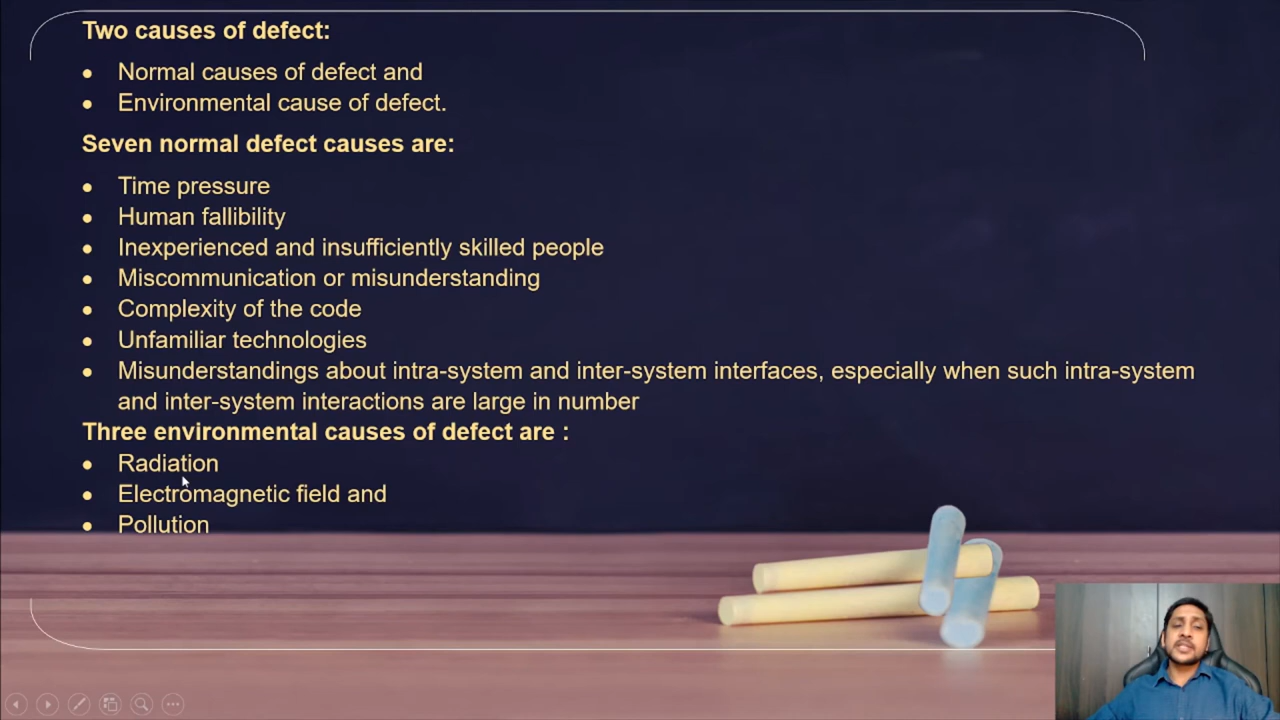 Two causes of defect:
• Normal causes of defect and
• Environmental cause of defect.
Seven normal defect causes are:
• Time pressure
• Human fallibility
• Inexperienced and insufficiently skilled people
• Miscommunication or misunderstanding
• Complexity of the code
• Unfamiliar technologies
• Misunderstandings about intra-system and inter-system interfaces, especially when such intra-system
and inter-system interactions are large in number
Three environmental causes of defect are :
• Radiation
• Electromagnetic field and
• Pollution